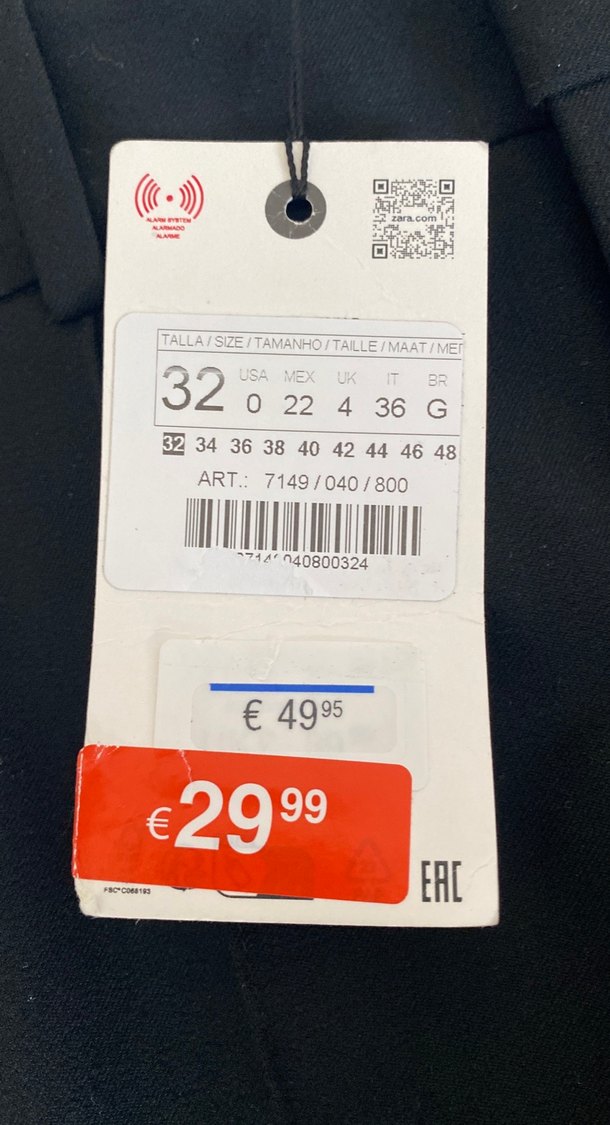 ALARM SYSTEM
ALARMADO
ALARME
zara.com
TALLA / SIZE / TAMANHO / TAILLE / MAAT /
32
USA MEX UK IT BR
0 22 4 36 G
32 34 36 38 40 42 44 46 48
ART.: 7149 / 040 / 800
€ 49 95
€29 99
FSC® C068193
EAC